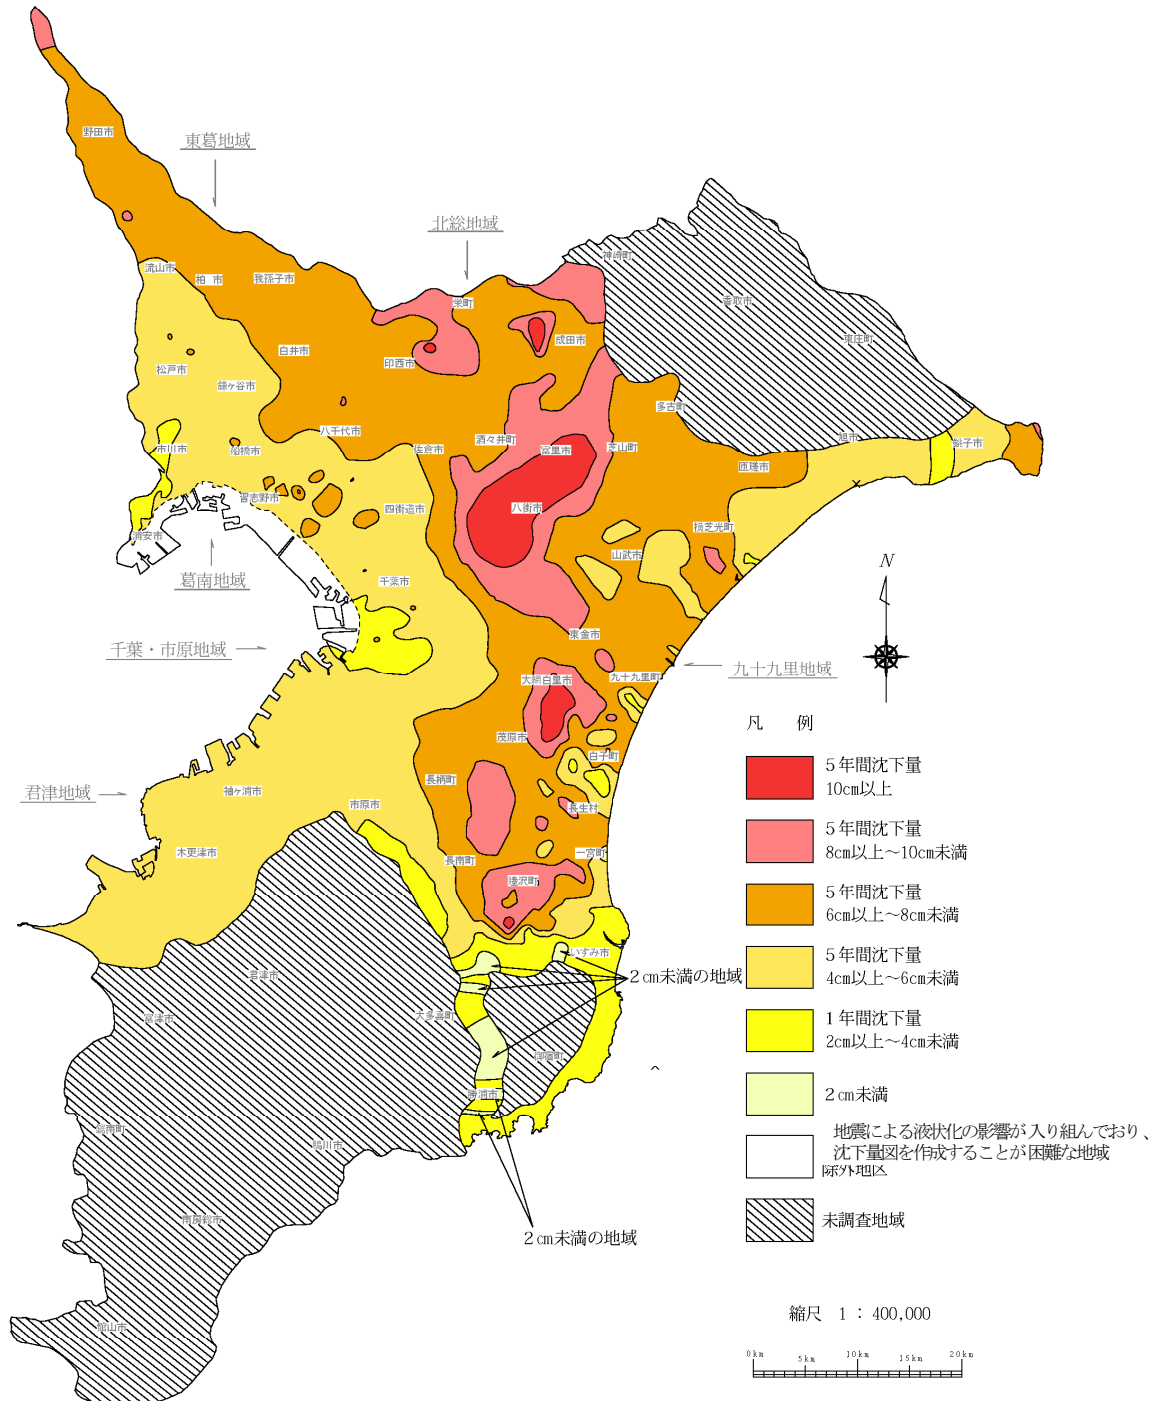 野田市
東葛地域
北総地域
神崎町
流山市
柏　市
我孫子市
香取市
栄町
東庄町
成田市
白井市
印西市
松戸市
鎌ヶ谷市
多古町
八千代市
酒々井町
旭市
銚子市
市川市
船橋市
佐倉市
富里市
芝山町
匝瑳市
習志野市
四街道市
八街市
横芝光町
浦安市
山武市
葛南地域
千葉市
N
千葉・市原地域
東金市
九十九里地域
大網白里市
九十九里町
凡　例
茂原市
白子町
5年間沈下量
10cm以上
君津地域
袖ヶ浦市
長柄町
市原市
長生村
5年間沈下量
8cm以上～10cm未満
木更津市
長南町
一宮町
睦沢町
5年間沈下量
6cm以上～8cm未満
いすみ市
5年間沈下量
4cm以上～6cm未満
君津市
2cm未満の地域
富津市
大多喜町
1年間沈下量
2cm以上～4cm未満
御宿町
勝浦市
2cm未満
鋸南町
鴨川市
地震による液状化の影響が入り組んでおり、
沈下量図を作成することが困難な地域
除外地区
南房総市
未調査地域
2cm未満の地域
館山市
縮尺　1：400,000
0km 5km 10km 15km 20km